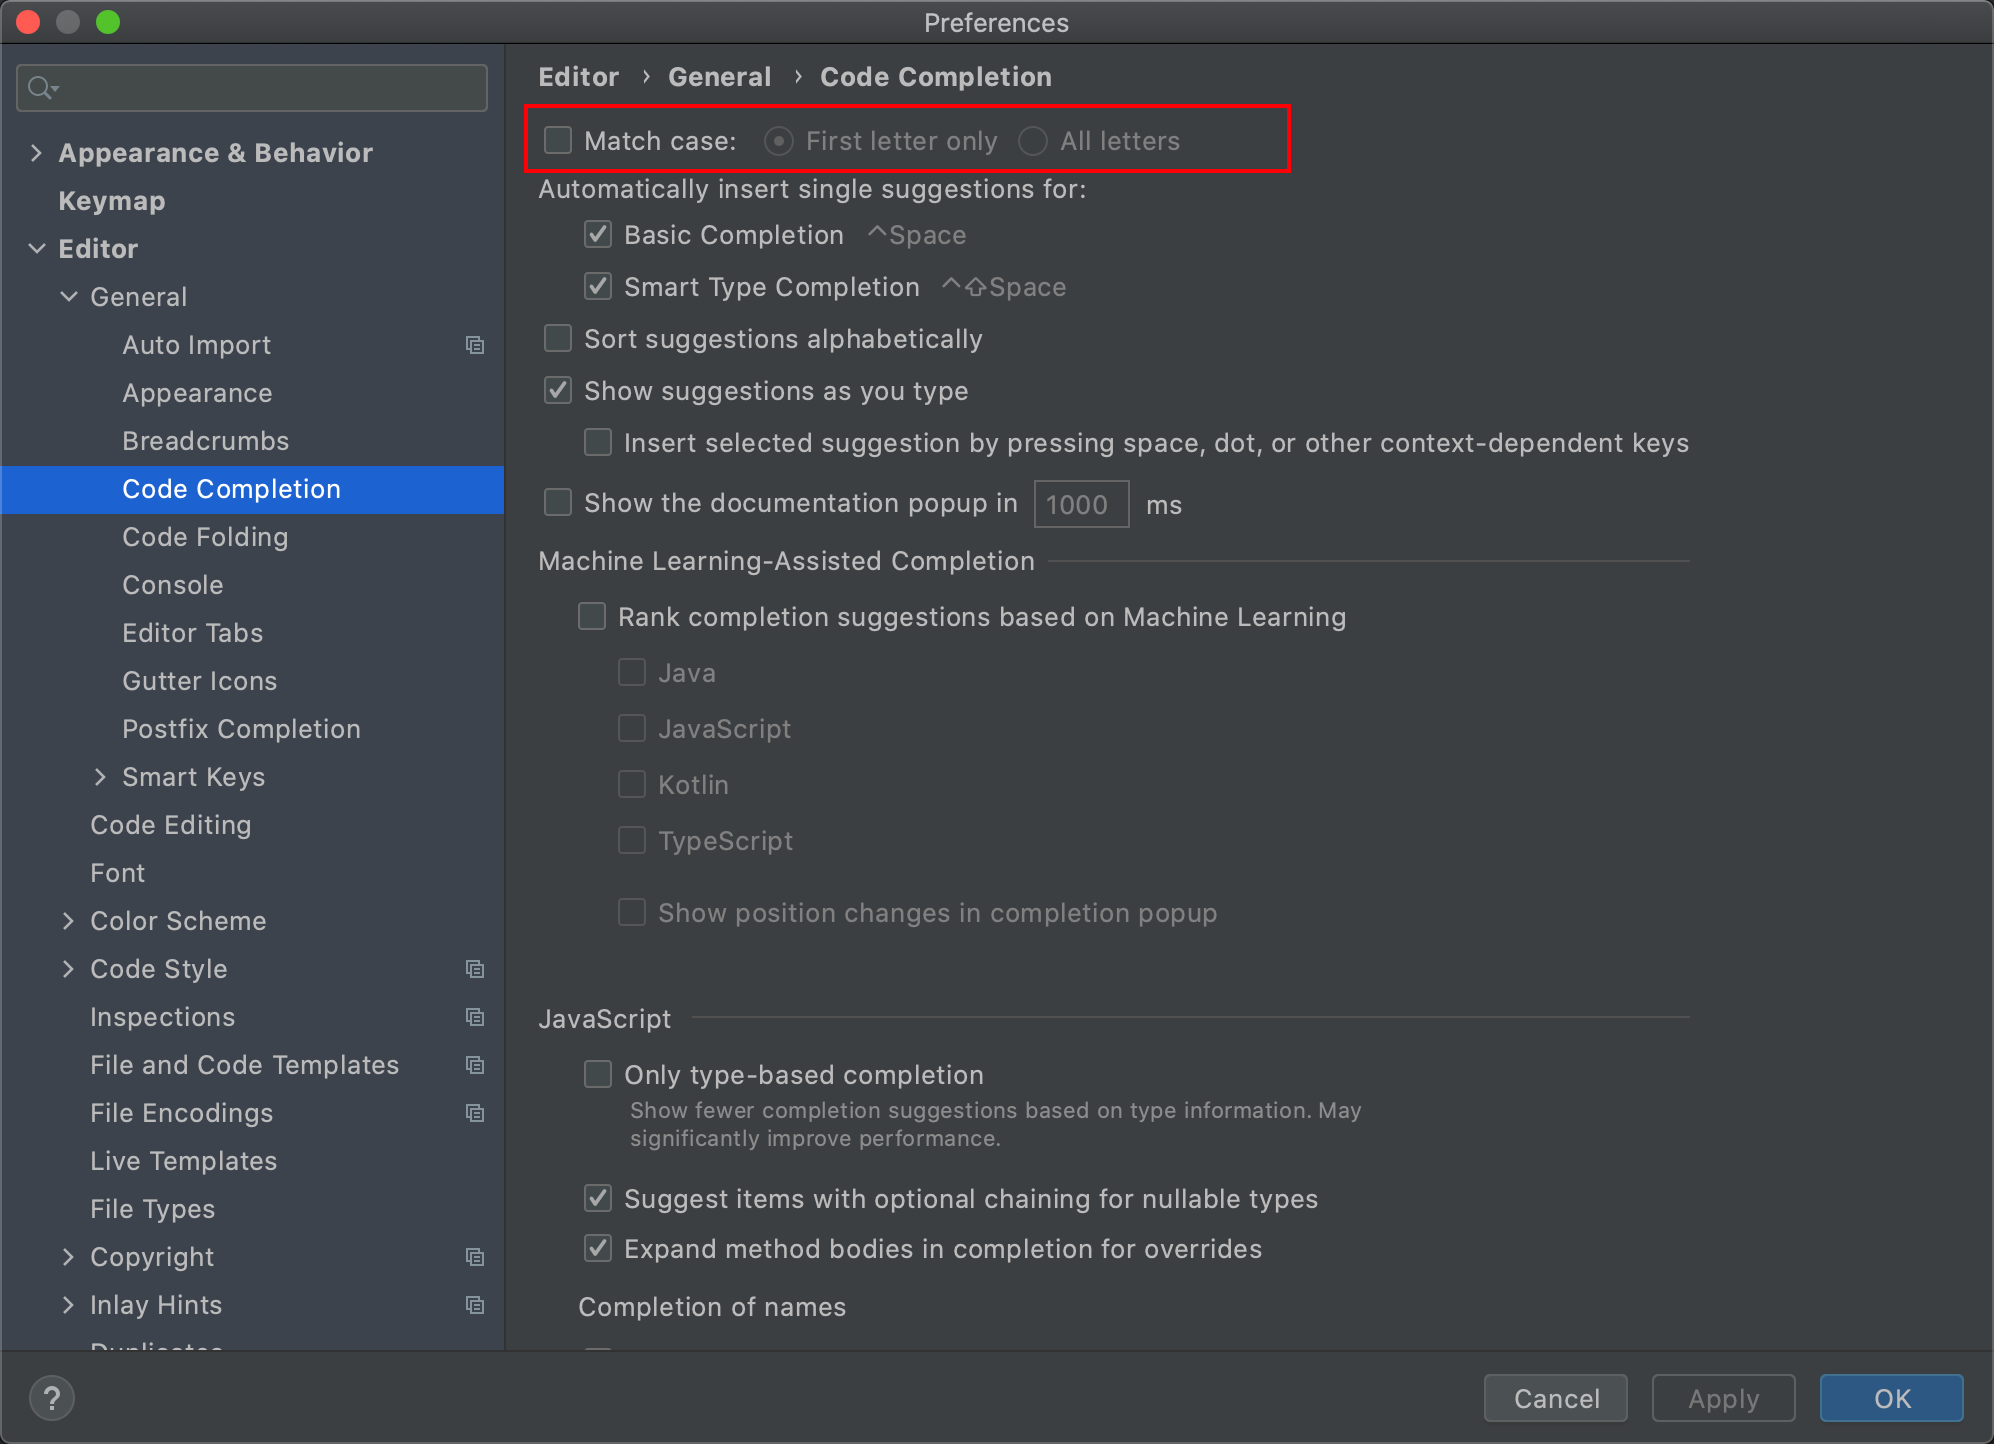 Preferences
Appearance & Behavior
Keymap
Editor
General
Auto Import
Appearance
Breadcrumbs
Code Completion
Code Folding
Console
Editor Tabs
Gutter Icons
Postfix Completion
Smart Keys
Code Editing
Font
Color Scheme
Code Style
Inspections
File and Code Templates
File Encodings
Live Templates
File Types
Copyright
Inlay Hints
Editor › General › Code Completion
Match case: First letter only All letters
Automatically insert single suggestions for:
Basic Completion ^Space
Smart Type Completion ^⇧Space
Sort suggestions alphabetically
Show suggestions as you type
Insert selected suggestion by pressing space, dot, or other context-dependent keys
Show the documentation popup in 1000 ms
Machine Learning-Assisted Completion
Rank completion suggestions based on Machine Learning
Java
JavaScript
Kotlin
TypeScript
Show position changes in completion popup
JavaScript
Only type-based completion
Show fewer completion suggestions based on type information. May
significantly improve performance.
Suggest items with optional chaining for nullable types
Expand method bodies in completion for overrides
Completion of names
? Cancel Apply OK